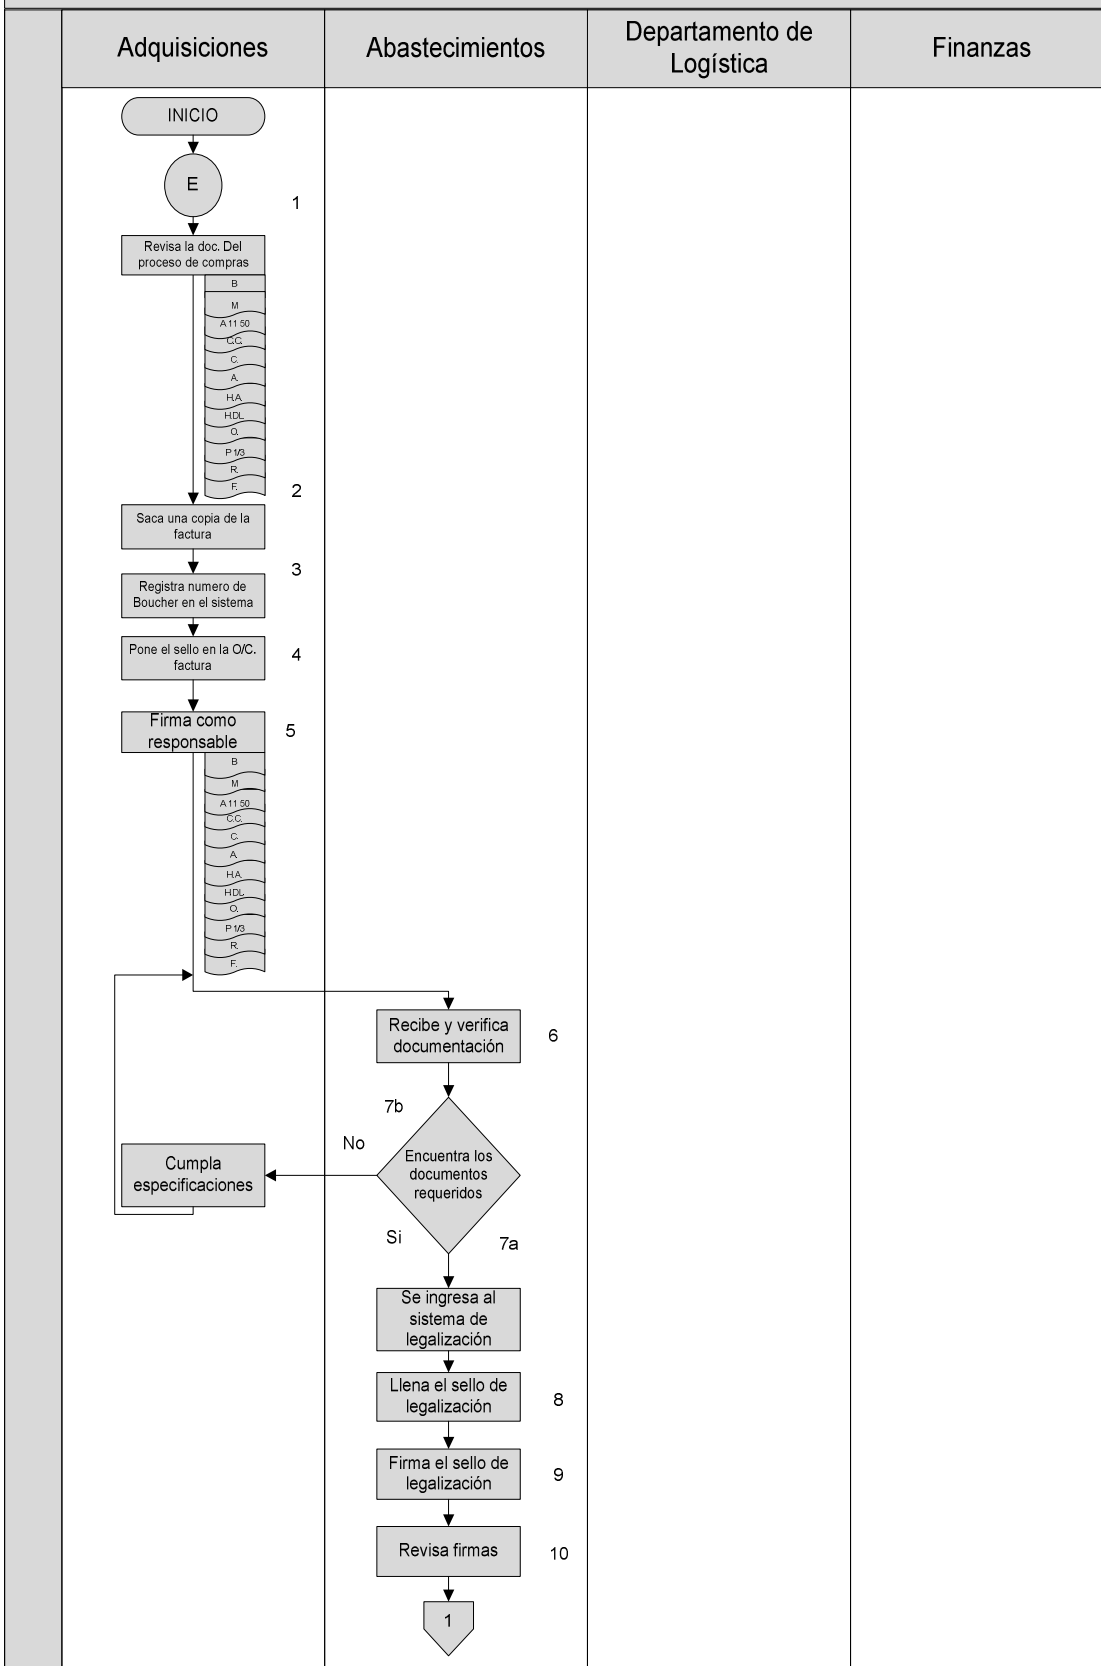 Adquisiciones
Abastecimientos
Departamento de
Logística
Finanzas
INICIO
E
1
Revisa la doc. Del
proceso de compras
B
M
A 11 50
C.C.
C.
A.
H.A.
H.DL.
O.
P 1/3
R.
F.
2
Saca una copia de la
factura
3
Registra numero de
Boucher en el sistema
Pone el sello en la O/C.
factura
4
Firma como
responsable
5
B
M
A 11 50
C.C.
C.
A.
H.A.
H.DL.
O.
P 1/3
R.
F.
Recibe y verifica
documentación
6
7b
No
Encuentra los
documentos
requeridos
Cumpla
especificaciones
Si
7a
Se ingresa al
sistema de
legalización
Llena el sello de
legalización
8
Firma el sello de
legalización
9
Revisa firmas
10
1